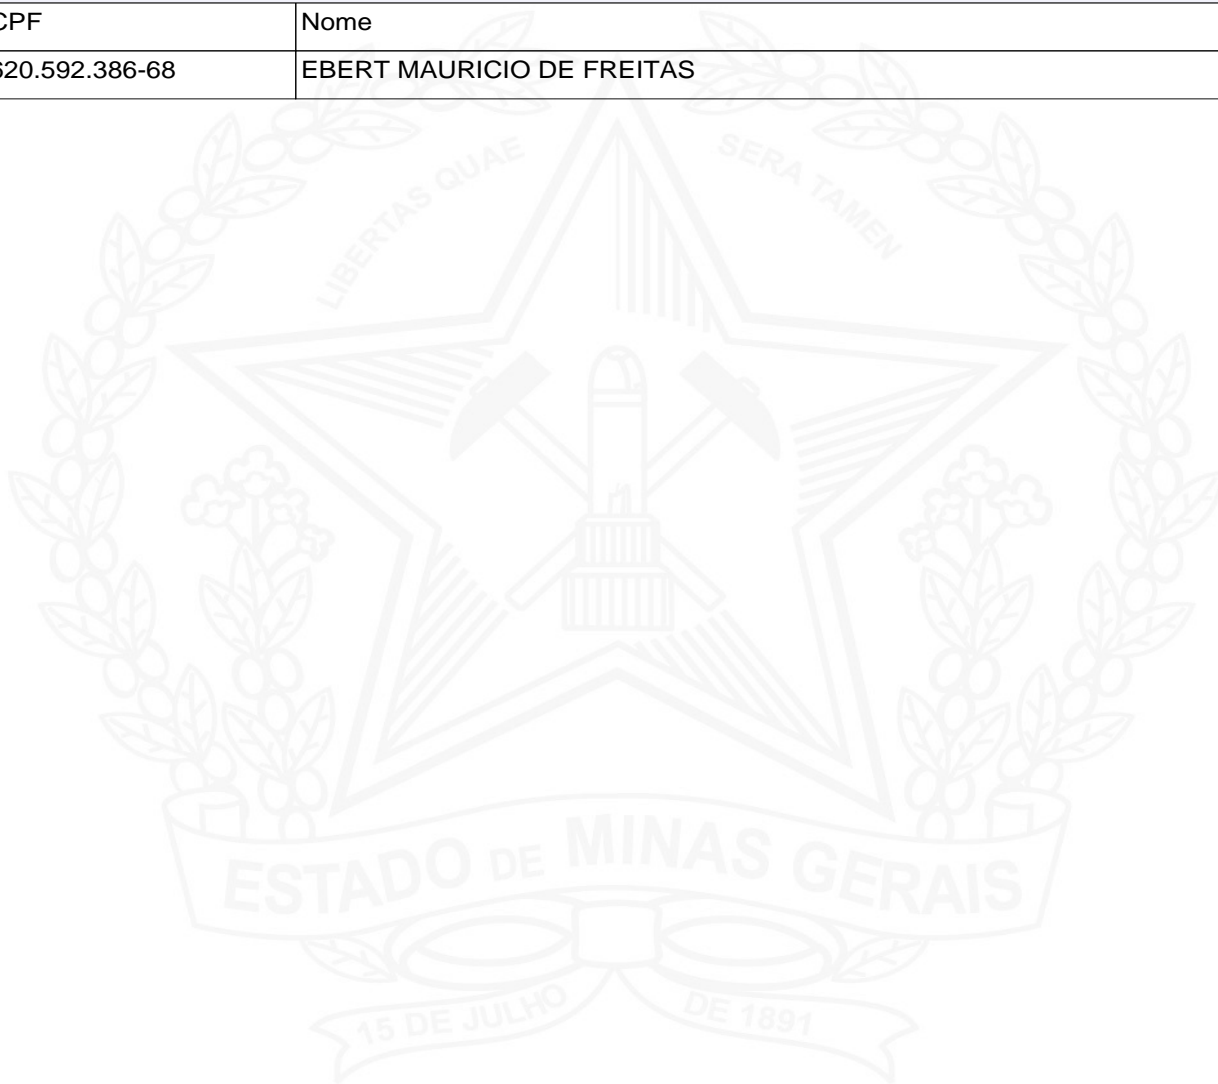 CPF Nome
620.592.386-68 EBERT MAURICIO DE FREITAS
LIBERTAS QUAE SERA TAMEN
ESTADO DE MINAS GERAIS
15 DE JULHO DE 1891